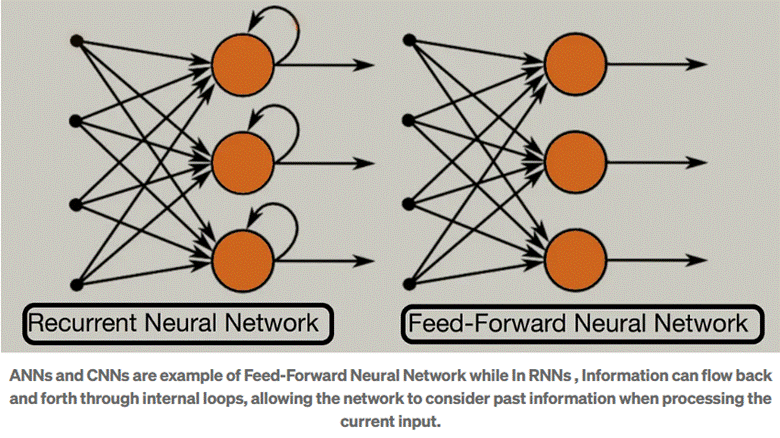 Recurrent Neural Network
Feed-Forward Neural Network
ANNs and CNNs are example of Feed-Forward Neural Network while In RNNs , Information can flow back
and forth through internal loops, allowing the network to consider past information when processing the
current input.